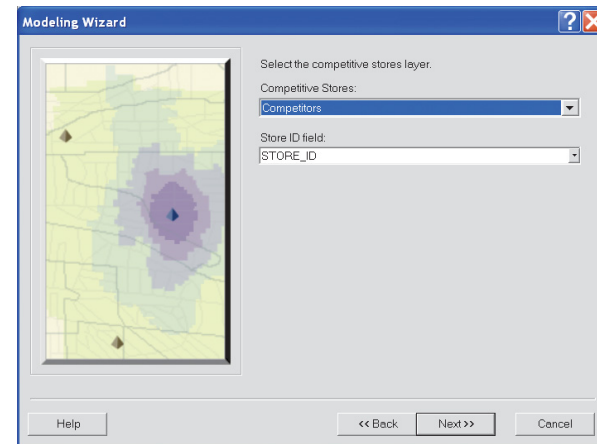 Modeling Wizard
Select the competitive stores layer.
Competitive Stores:
Competitors
Store ID field:
STORE_ID
Help
<< Back
Next >>
Cancel